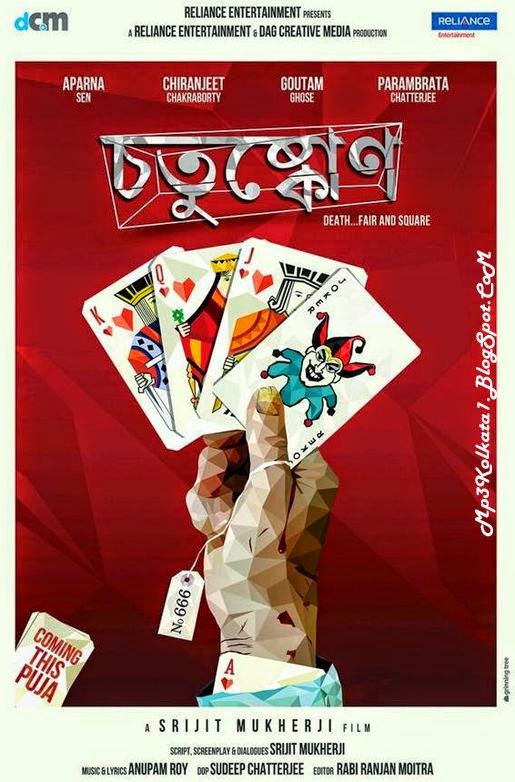 RELIANCE ENTERTAINMENT PRESENTS
dcm
A RELIANCE ENTERTAINMENT & DAG CREATIVE MEDIA PRODUCTION
RELIANCE
Entertainment
APARNA SEN
CHIRANJEET CHAKRABORTY
GOUTAM GHOSE
PARAMBRATA CHATTERJEE
চতুষ্কোণ
DEATH...FAIR AND SQUARE
K
Q
J
JOKER
JOKER
Mp3Kolkata1.BlogSpot.CoM
No 666
A
COMING
THIS
PUJA
grinning tree
A SRIJIT MUKHERJI FILM
SCRIPT, SCREENPLAY & DIALOGUES SRIJIT MUKHERJI
MUSIC & LYRICS ANUPAM ROY DOP SUDEEP CHATTERJEE EDITOR RABI RANJAN MOITRA